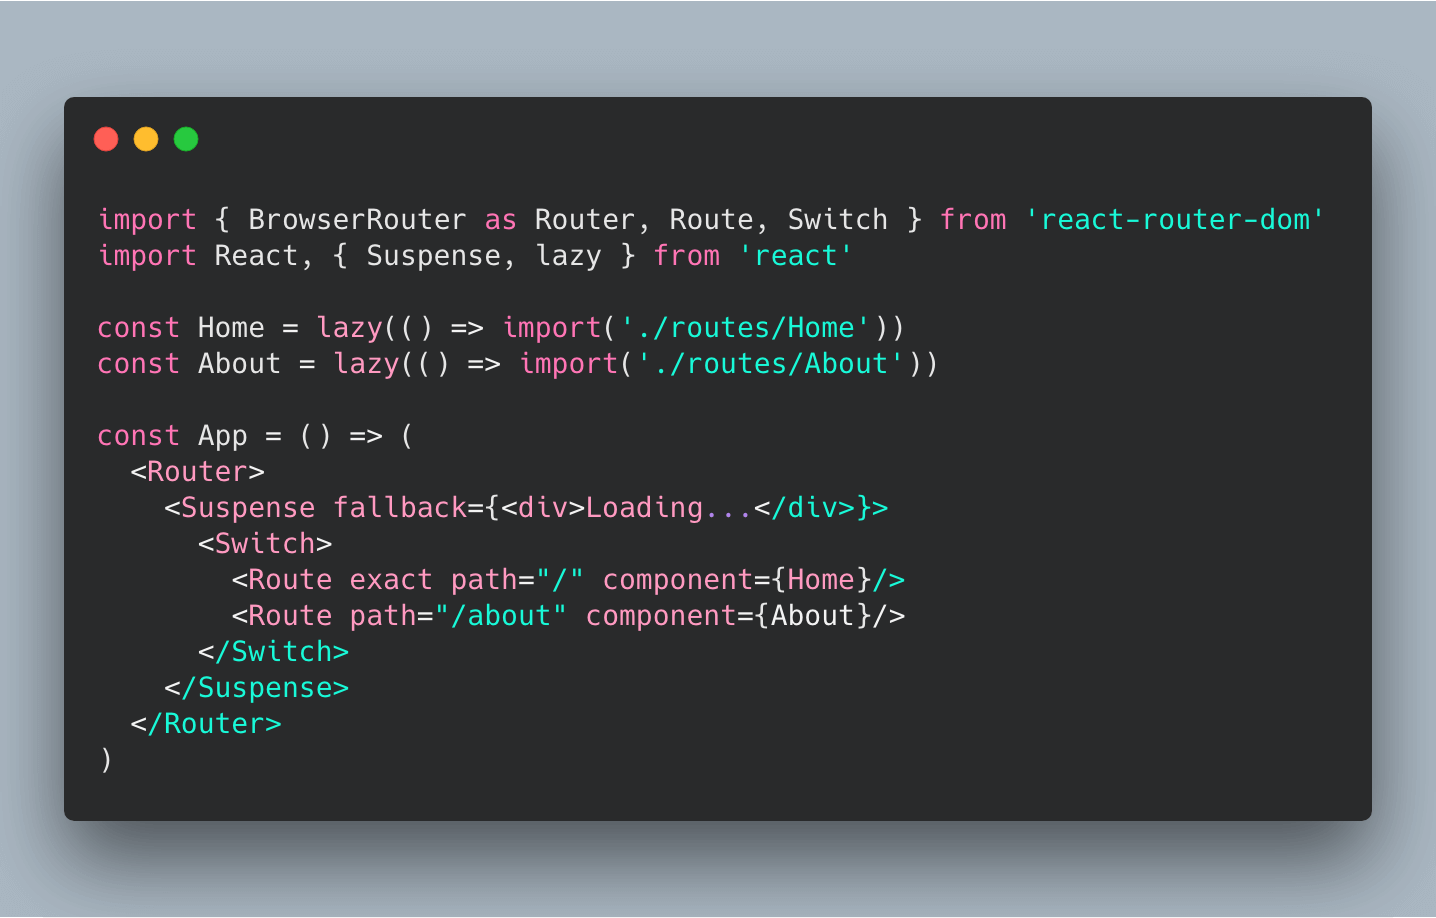 import { BrowserRouter as Router, Route, Switch } from 'react-router-dom'
import React, { Suspense, lazy } from 'react'

const Home = lazy(() => import('./routes/Home'))
const About = lazy(() => import('./routes/About'))

const App = () => (
  <Router>
    <Suspense fallback={<div>Loading...</div>}>
      <Switch>
        <Route exact path="/" component={Home}/>
        <Route path="/about" component={About}/>
      </Switch>
    </Suspense>
  </Router>
)